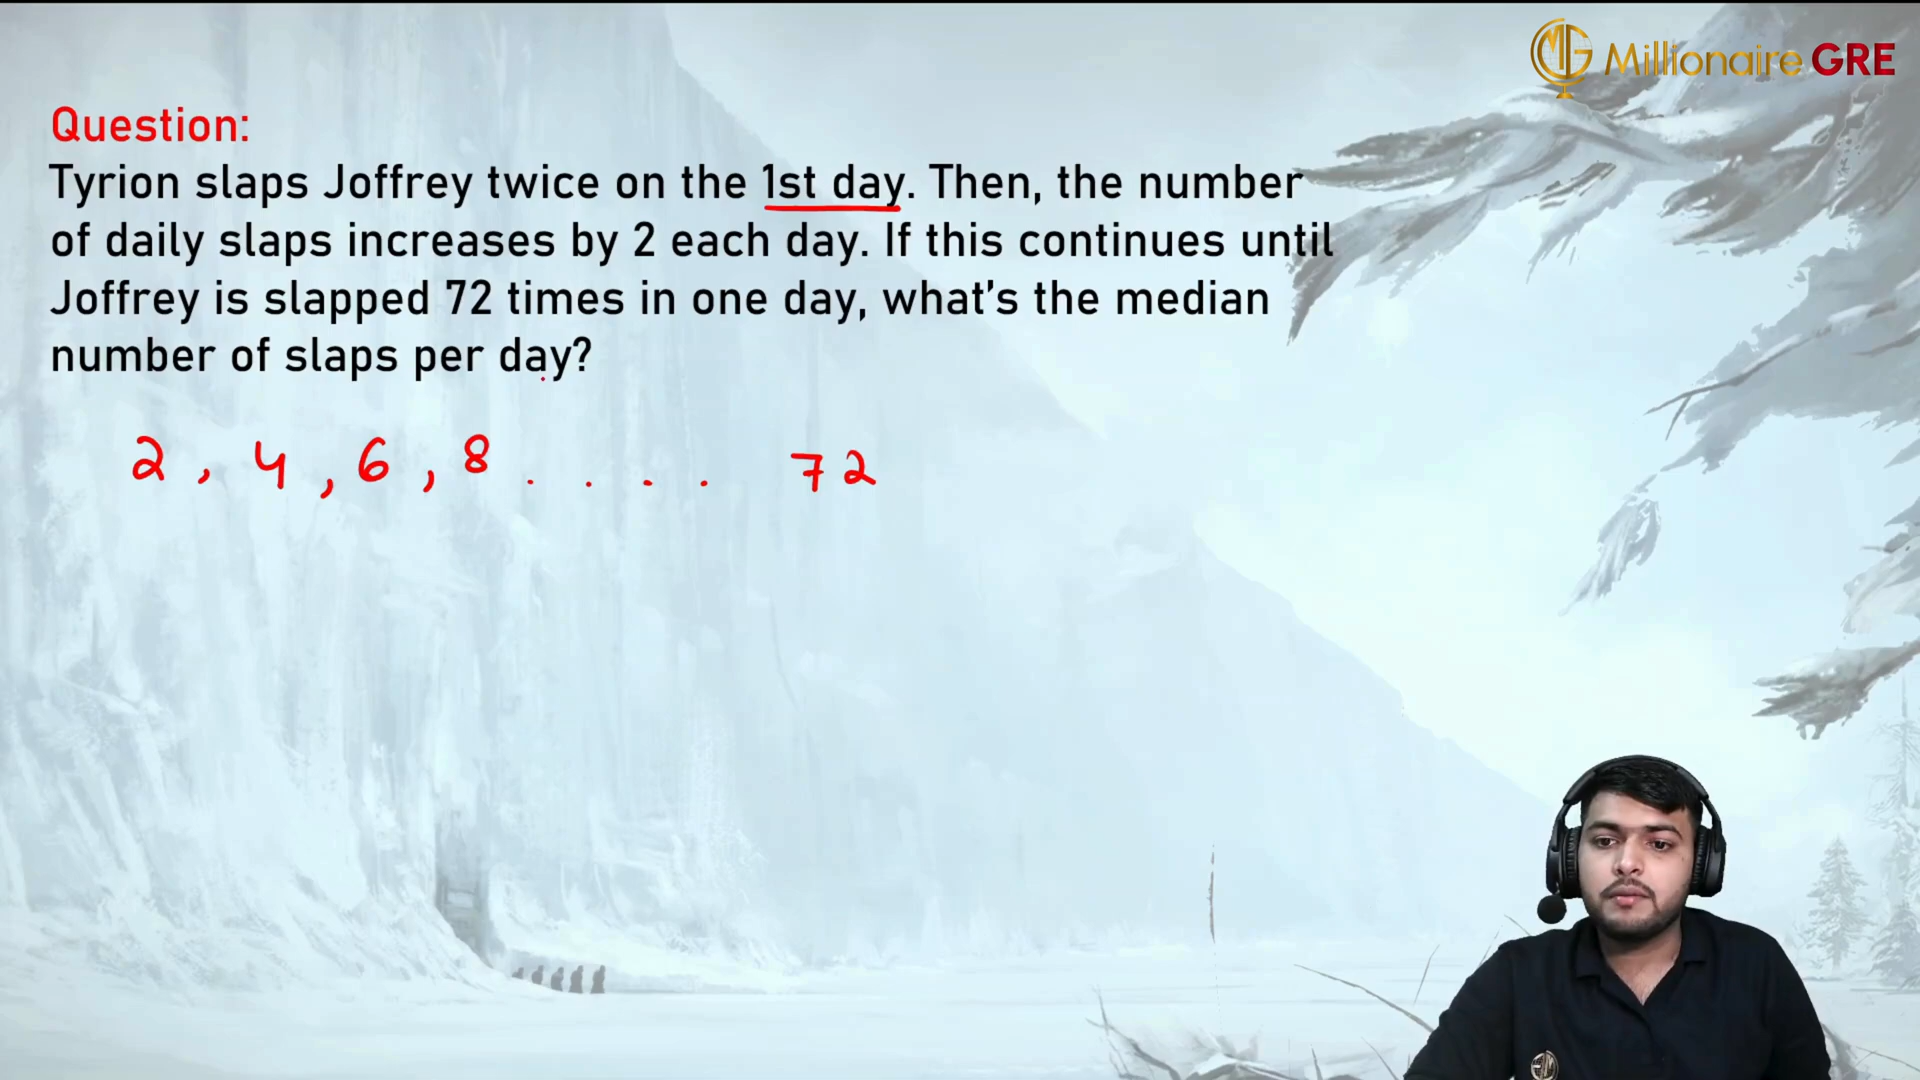 Millionaire GRE
Question:
Tyrion slaps Joffrey twice on the 1st day. Then, the number
of daily slaps increases by 2 each day. If this continues until
Joffrey is slapped 72 times in one day, what's the median
number of slaps per day?
2, 4, 6, 8 . . . . 72